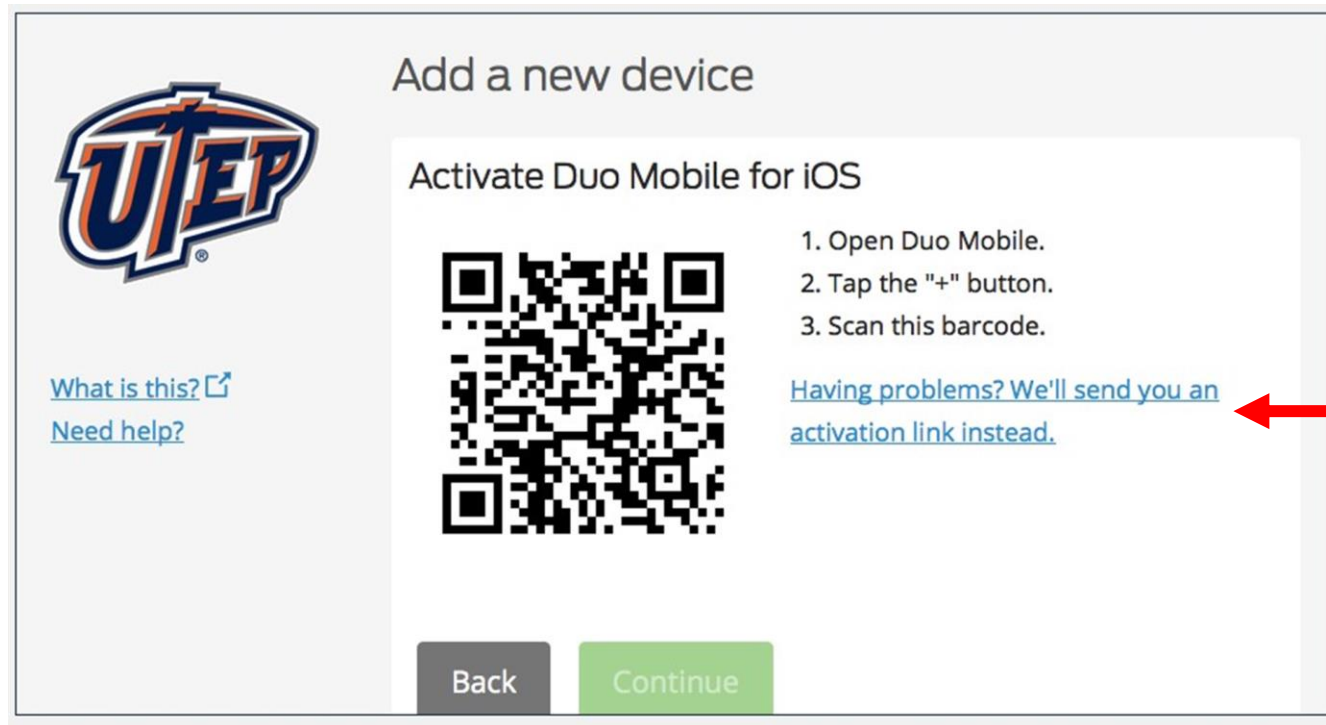 UTEP
®
Add a new device
Activate Duo Mobile for iOS
1. Open Duo Mobile.
2. Tap the "+" button.
3. Scan this barcode.
Having problems? We'll send you an
activation link instead.
What is this?
Need help?
Back
Continue